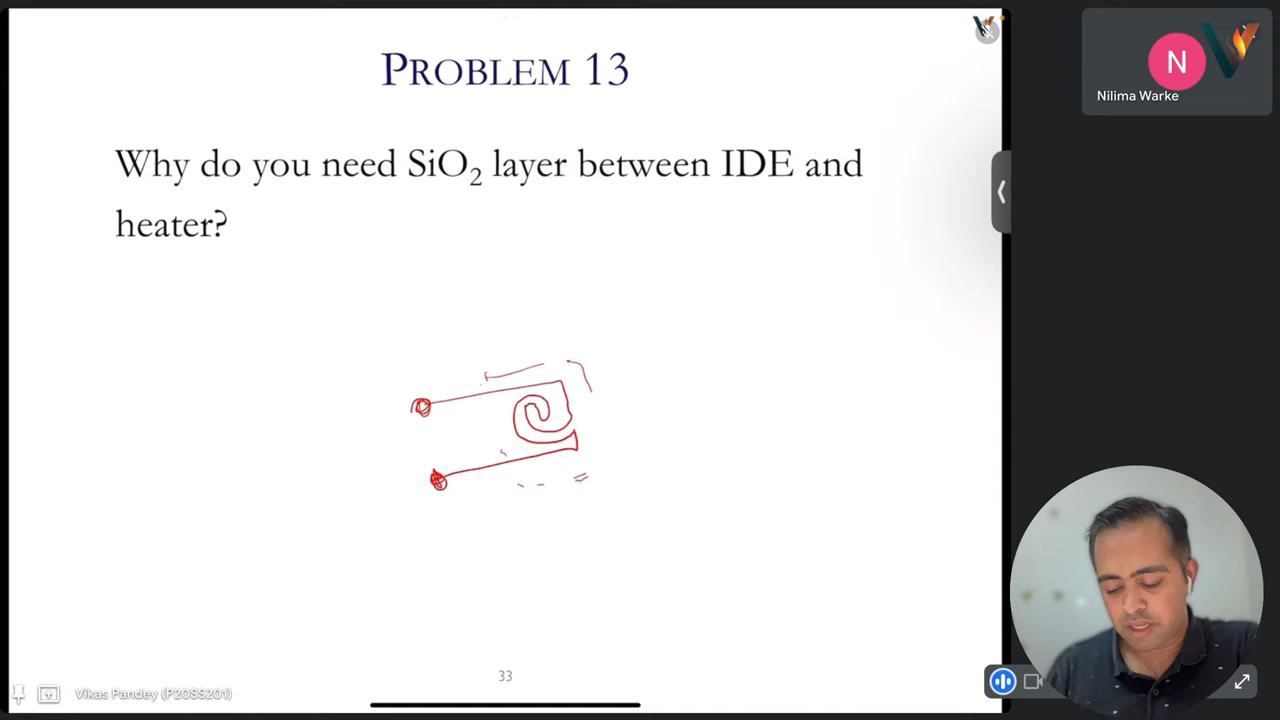 PROBLEM 13
Why do you need SiO₂ layer between IDE and
heater?
33
Vikas Pandey (P20SS201)
N
Nilima Warke